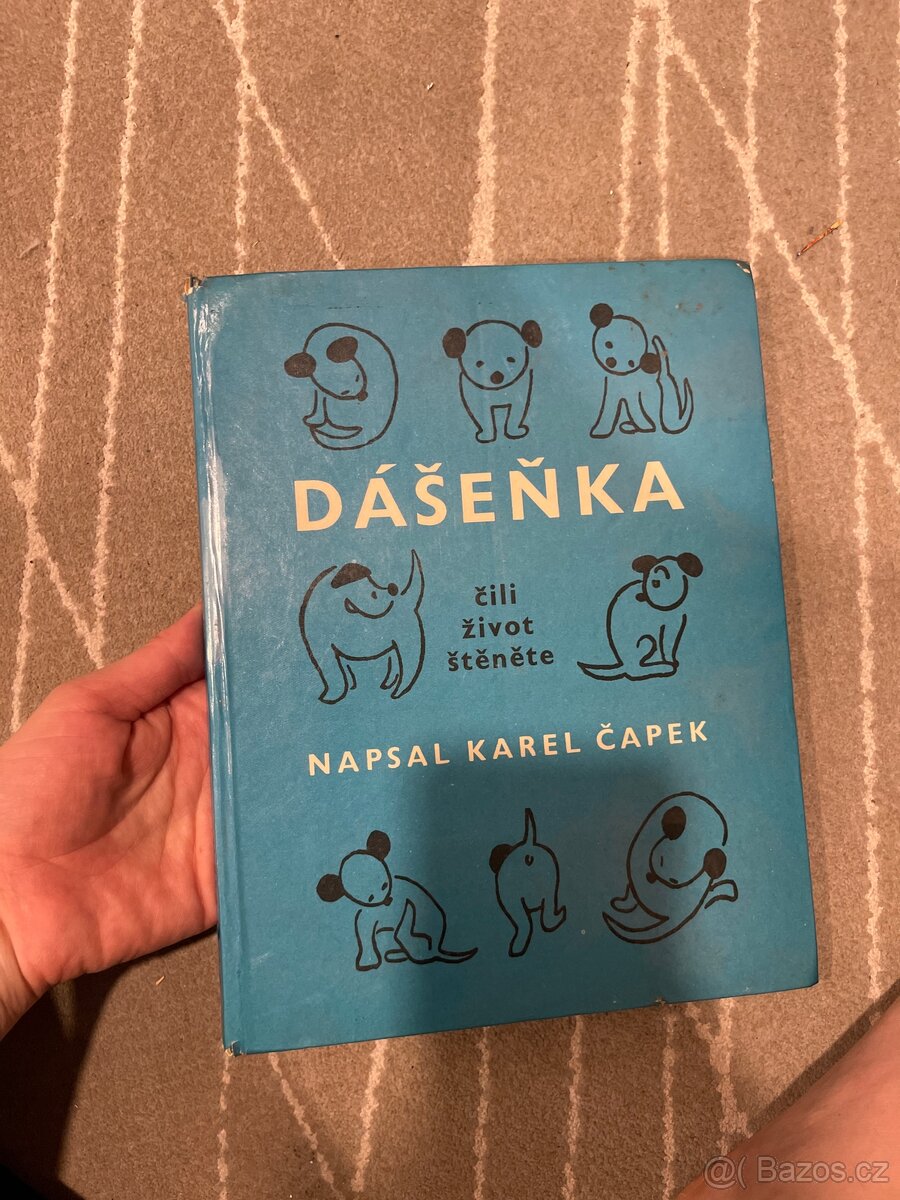 DÁŠEŇKA
čili
život
štěněte
NAPSAL KAREL ČAPEK
@( Bazos.cz